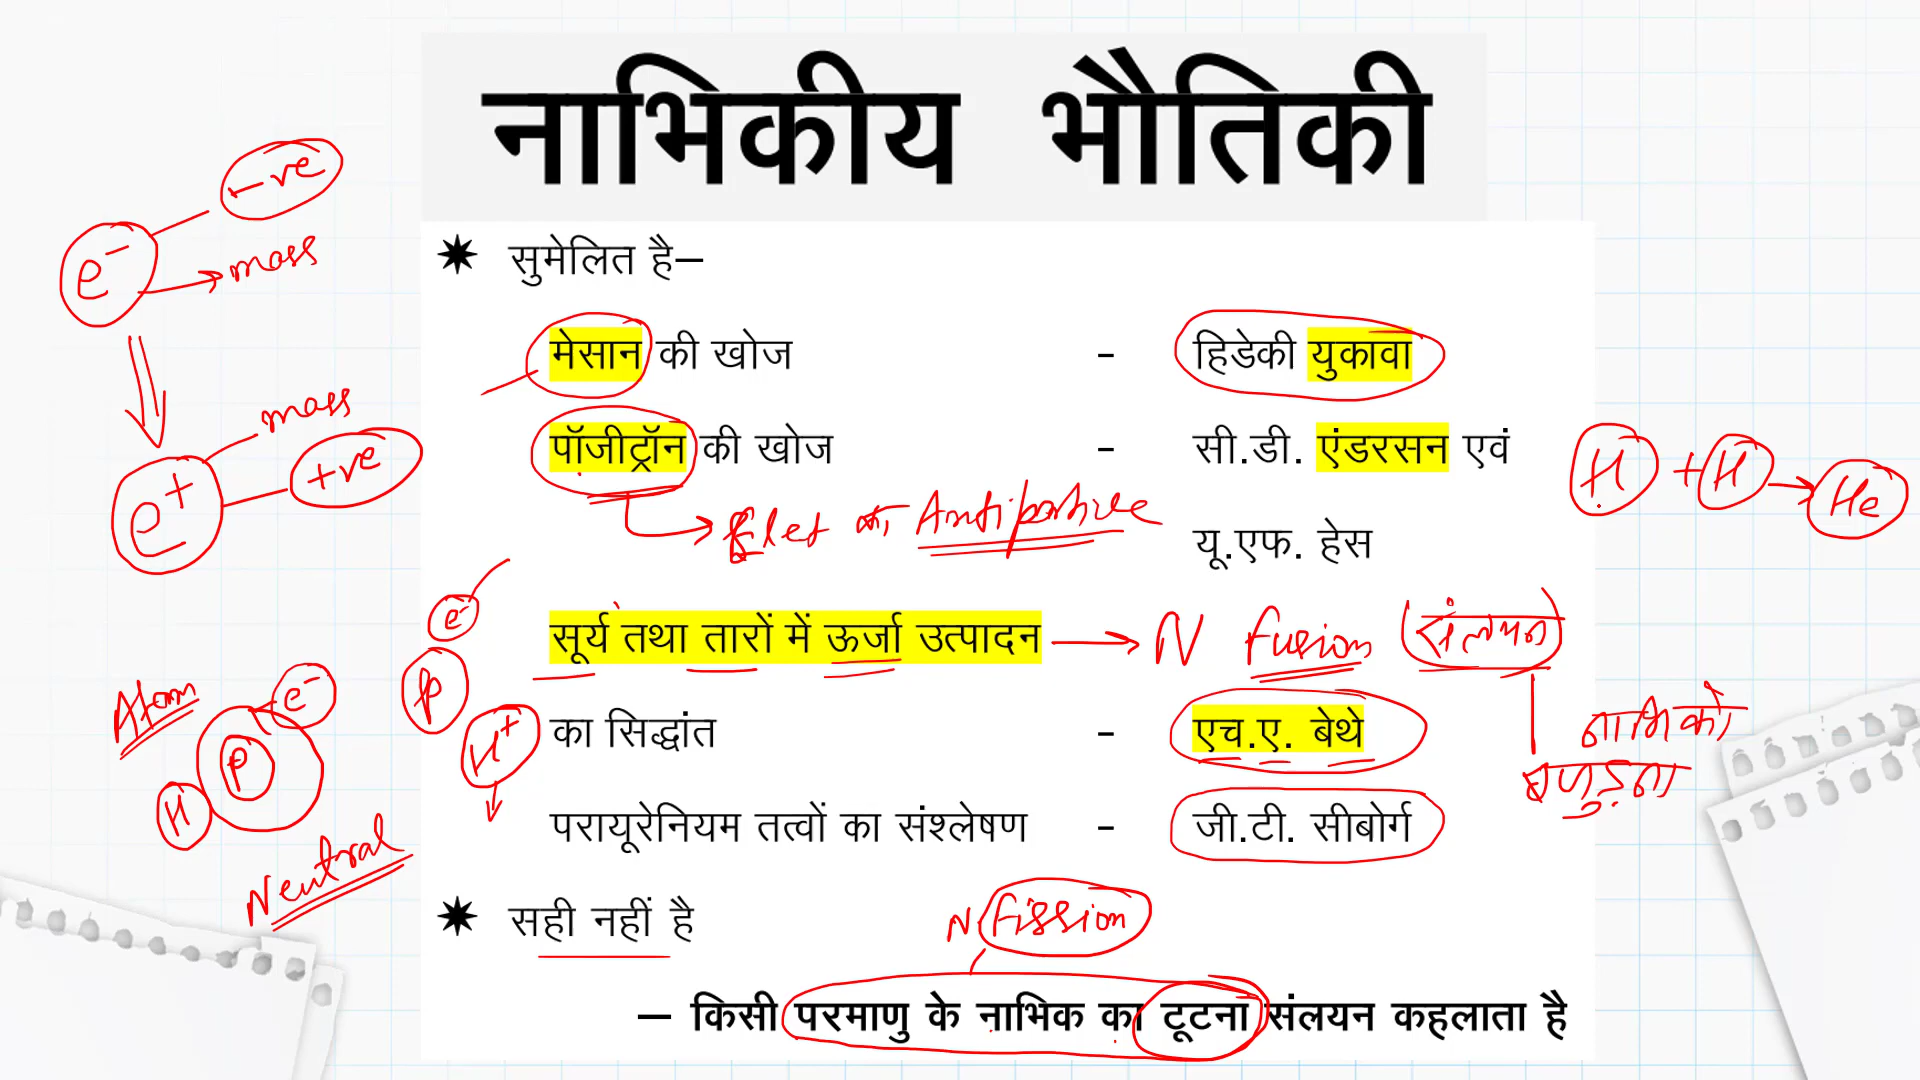 नाभिकीय भौतिकी
-ve
e⁻
mass
✷ सुमेलित है–
मेसान की खोज - हिडेकी युकावा
पॉजीट्रॉन की खोज - सी.डी. एंडरसन एवं
यू.एफ. हेस
mass
+ve
e⁺
H + H → He
का
e⁻
सूर्य तथा तारों में ऊर्जा उत्पादन → N fusion (संलयन)
p
Atom
e⁻
p
H
H⁺
का सिद्धांत - एच.ए. बेथे
नाभिको
जुड़ना
परायूरेनियम तत्वों का संश्लेषण - जी.टी. सीबोर्ग
Neutral
✷ सही नहीं है
N fission
– किसी परमाणु के नाभिक का टूटना संलयन कहलाता है